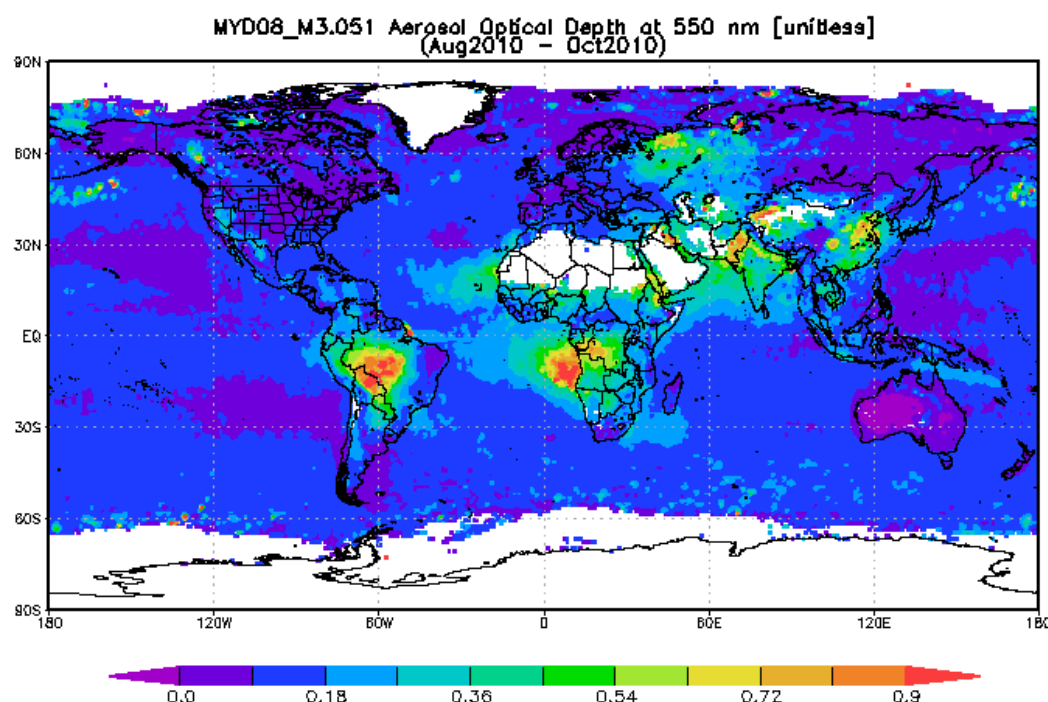 MYD08_M3.051 Aerosol Optical Depth at 550 nm [unitless]
(Aug2010 - Oct2010)
90N
60N
30N
EQ
30S
60S
90S
180 120W 60W 0 60E 120E 180
0.0 0.18 0.36 0.54 0.72 0.9